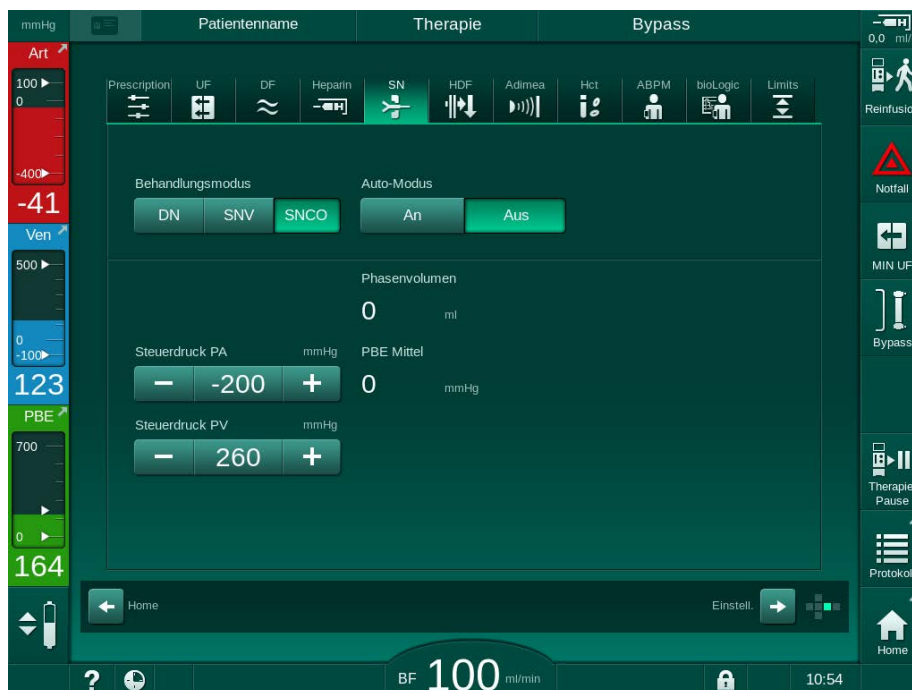 mmHg
Patientenname
Therapie
Bypass
0,0 ml/
Art
100
0
-400
-41
Ven
500
0
-100
123
PBE
700
0
164
Prescription
UF
DF
Heparin
SN
HDF
Adimea
Hct
ABPM
bioLogic
Limits
Behandlungsmodus
Auto-Modus
DN SNV SNCO
An Aus
Phasenvolumen
0 ml
Steuerdruck PA mmHg
PBE Mittel
− -200 +
0 mmHg
Steuerdruck PV mmHg
− 260 +
Home
Einstell.
Reinfusio
Notfall
MIN UF
Bypass
Therapie
Pause
Protokol
Home
?
BF 100 ml/min
10:54